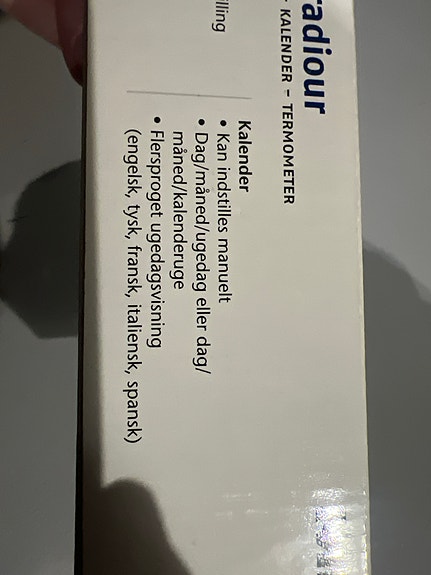 adiour
KALENDER – TERMOMETER
illing
Kalender
• Kan indstilles manuelt
• Dag/måned/ugedag eller dag/
måned/kalenderuge
• Flersproget ugedagsvisning
(engelsk, tysk, fransk, italiensk, spansk)